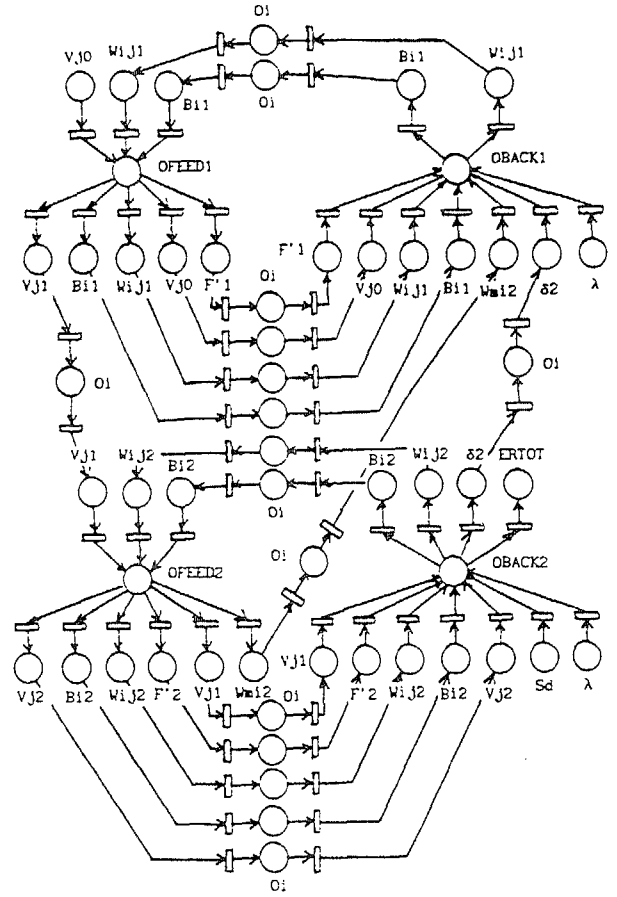 Oi
Vj0 Wij1 Bi1 Wij1
Bi1 Oi
OFEED1 OBACK1
F'1
Vj1 Bi1 Wij1 Vj0 F'1 Oi Vj0 Wij1 Bi1 Wmi2 δ2 λ
Oi Oi
Vj1 Wij2 Bi2 Bi2 Wij2 δ2 ERTOT
Oi
Oi
OFEED2 OBACK2
Vj1
Vj2 Bi2 Wij2 F'2 Vj1 Wmi2 Oi F'2 Wij2 Bi2 Vj2 Sd λ
Oi